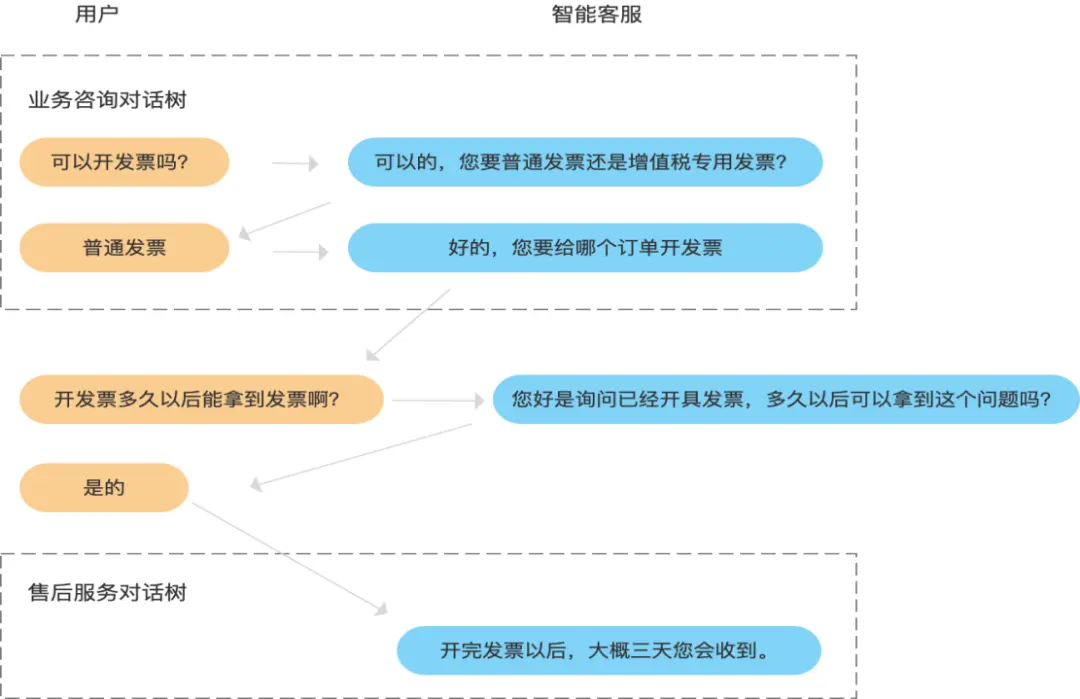 用户
智能客服
业务咨询对话树
可以开发票吗?
可以的，您要普通发票还是增值税专用发票?
普通发票
好的，您要给哪个订单开发票
开发票多久以后能拿到发票啊?
您好是询问已经开具发票，多久以后可以拿到这个问题吗?
是的
售后服务对话树
开完发票以后，大概三天您会收到。